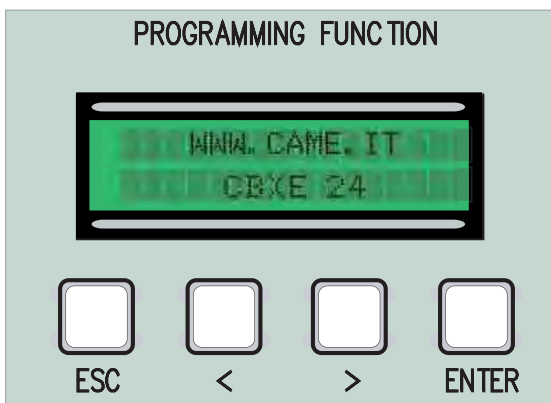 PROGRAMMING FUNCTION
WWW.CAME.IT
CBXE 24
ESC < > ENTER